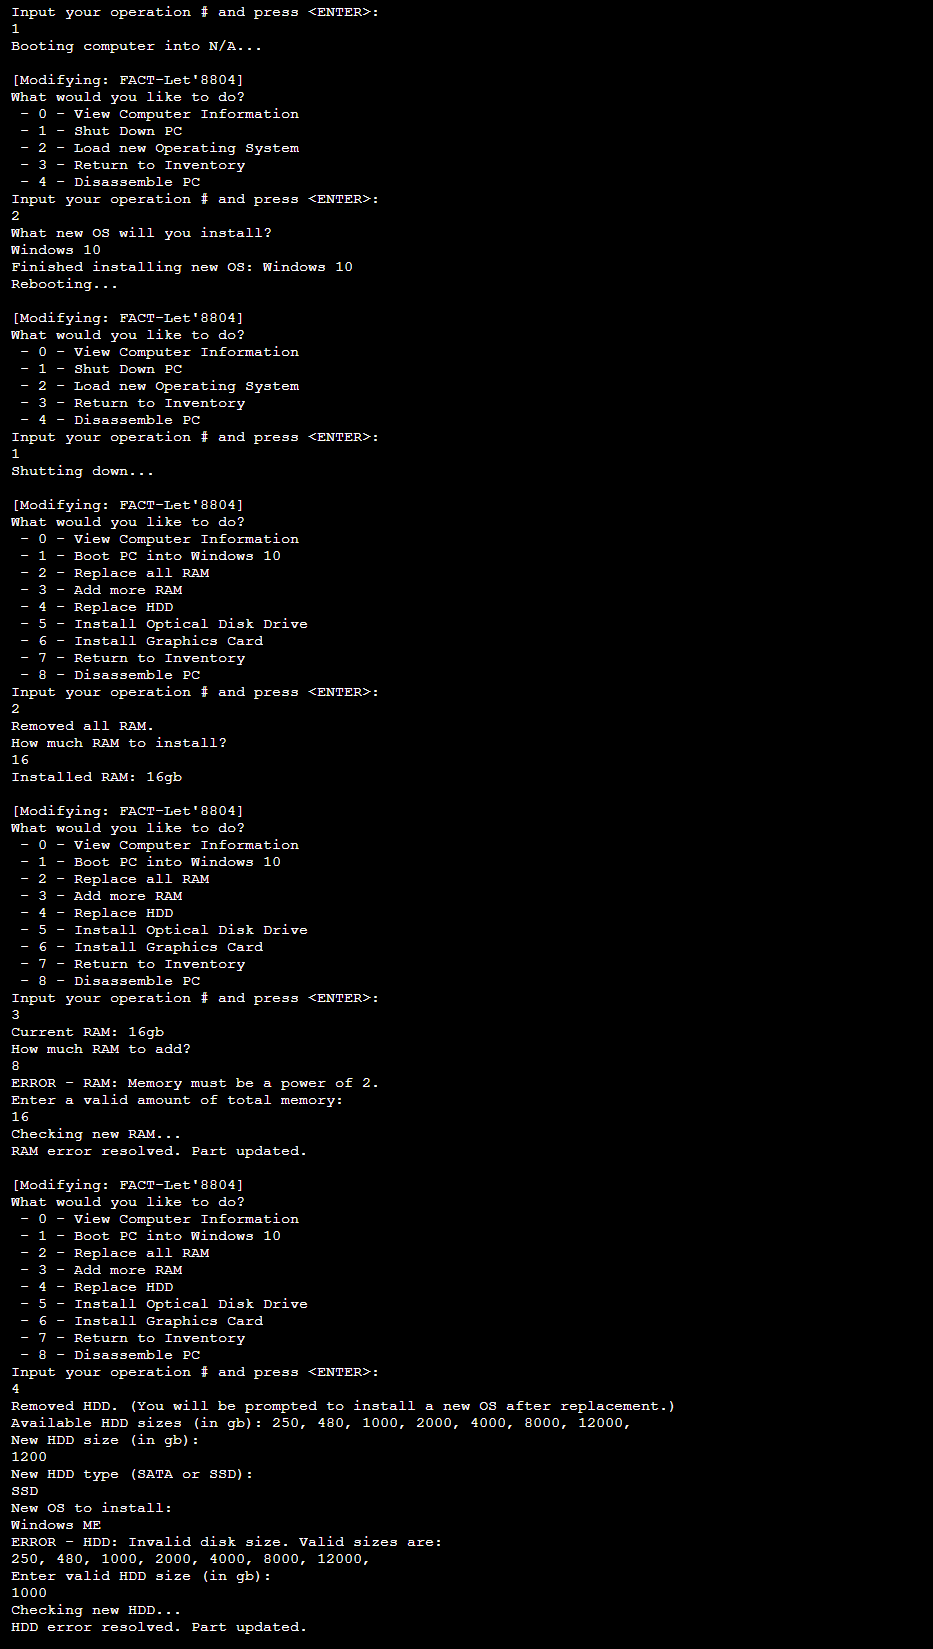 Input your operation # and press <ENTER>:
1
Booting computer into N/A...

[Modifying: FACT-Let'8804]
What would you like to do?
 - 0 - View Computer Information
 - 1 - Shut Down PC
 - 2 - Load new Operating System
 - 3 - Return to Inventory
 - 4 - Disassemble PC
Input your operation # and press <ENTER>:
2
What new OS will you install?
Windows 10
Finished installing new OS: Windows 10
Rebooting...

[Modifying: FACT-Let'8804]
What would you like to do?
 - 0 - View Computer Information
 - 1 - Shut Down PC
 - 2 - Load new Operating System
 - 3 - Return to Inventory
 - 4 - Disassemble PC
Input your operation # and press <ENTER>:
1
Shutting down...

[Modifying: FACT-Let'8804]
What would you like to do?
 - 0 - View Computer Information
 - 1 - Boot PC into Windows 10
 - 2 - Replace all RAM
 - 3 - Add more RAM
 - 4 - Replace HDD
 - 5 - Install Optical Disk Drive
 - 6 - Install Graphics Card
 - 7 - Return to Inventory
 - 8 - Disassemble PC
Input your operation # and press <ENTER>:
2
Removed all RAM.
How much RAM to install?
16
Installed RAM: 16gb

[Modifying: FACT-Let'8804]
What would you like to do?
 - 0 - View Computer Information
 - 1 - Boot PC into Windows 10
 - 2 - Replace all RAM
 - 3 - Add more RAM
 - 4 - Replace HDD
 - 5 - Install Optical Disk Drive
 - 6 - Install Graphics Card
 - 7 - Return to Inventory
 - 8 - Disassemble PC
Input your operation # and press <ENTER>:
3
Current RAM: 16gb
How much RAM to add?
8
ERROR - RAM: Memory must be a power of 2.
Enter a valid amount of total memory:
16
Checking new RAM...
RAM error resolved. Part updated.

[Modifying: FACT-Let'8804]
What would you like to do?
 - 0 - View Computer Information
 - 1 - Boot PC into Windows 10
 - 2 - Replace all RAM
 - 3 - Add more RAM
 - 4 - Replace HDD
 - 5 - Install Optical Disk Drive
 - 6 - Install Graphics Card
 - 7 - Return to Inventory
 - 8 - Disassemble PC
Input your operation # and press <ENTER>:
4
Removed HDD. (You will be prompted to install a new OS after replacement.)
Available HDD sizes (in gb): 250, 480, 1000, 2000, 4000, 8000, 12000,
New HDD size (in gb):
1200
New HDD type (SATA or SSD):
SSD
New OS to install:
Windows ME
ERROR - HDD: Invalid disk size. Valid sizes are:
250, 480, 1000, 2000, 4000, 8000, 12000,
Enter valid HDD size (in gb):
1000
Checking new HDD...
HDD error resolved. Part updated.